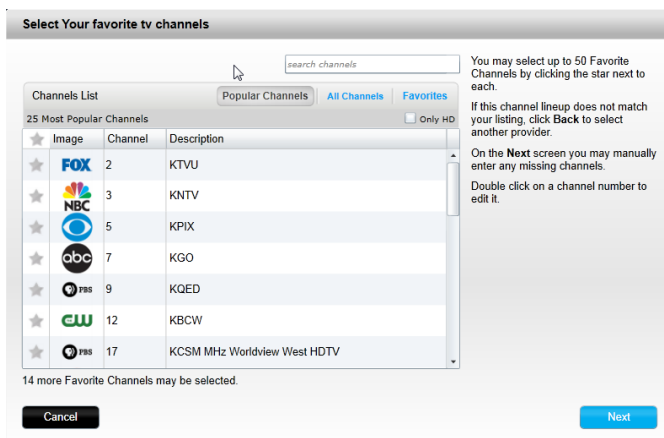 Select Your favorite tv channels
search channels
Channels List
Popular Channels
All Channels
Favorites
25 Most Popular Channels
Only HD
Image Channel Description
FOX 2 KTVU
NBC 3 KNTV
5 KPIX
abc 7 KGO
PBS 9 KQED
CW 12 KBCW
PBS 17 KCSM MHz Worldview West HDTV
14 more Favorite Channels may be selected.
You may select up to 50 Favorite
Channels by clicking the star next to
each.
If this channel lineup does not match
your listing, click Back to select
another provider.
On the Next screen you may manually
enter any missing channels.
Double click on a channel number to
edit it.
Cancel
Next